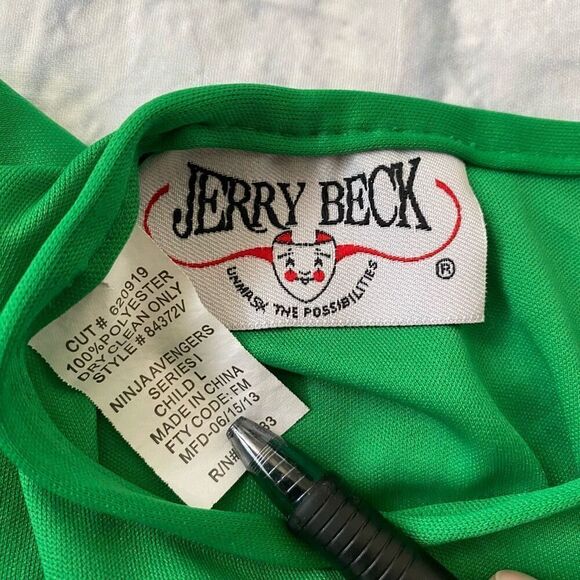 JERRY BECK
UNMASK THE POSSIBILITIES
®
CUT# 620919
100%POLYESTER
DRY CLEAN ONLY
STYLE# 84372V
NINJA AVENGERS
SERIES I
CHILD L
MADE IN CHINA
FTY CODE: FM
MFD-06/15/13
R/N#